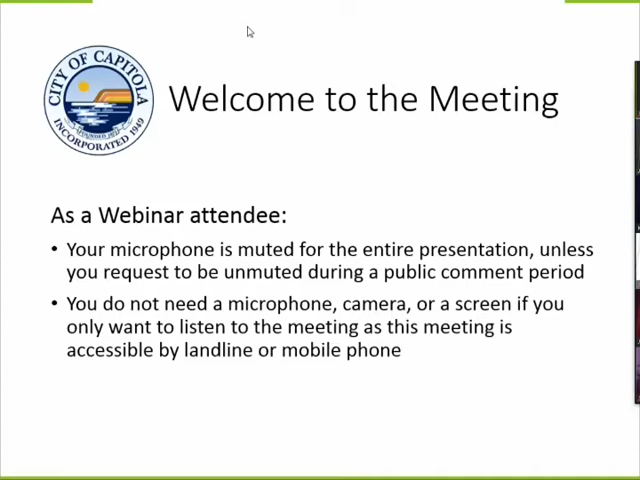 CITY OF CAPITOLA
INCORPORATED 1949
Welcome to the Meeting
As a Webinar attendee:
• Your microphone is muted for the entire presentation, unless
you request to be unmuted during a public comment period
• You do not need a microphone, camera, or a screen if you
only want to listen to the meeting as this meeting is
accessible by landline or mobile phone